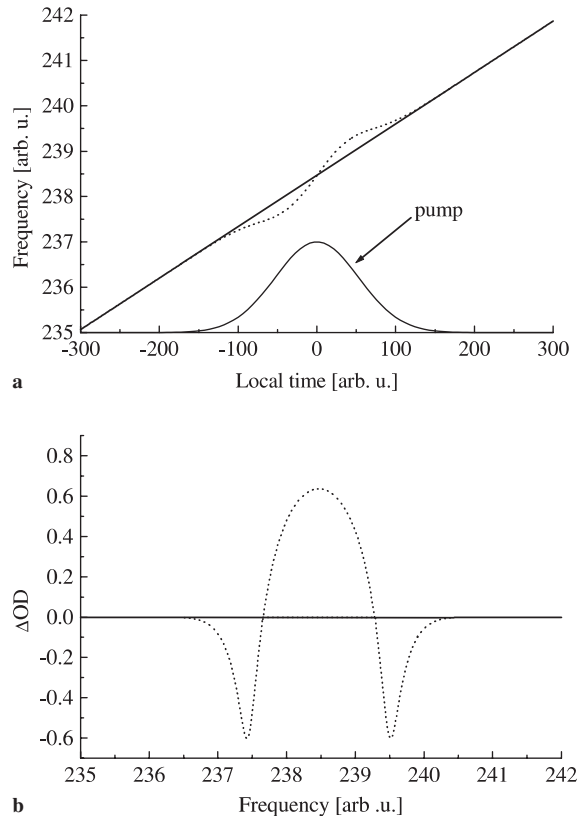 242
241
240
239
238
237
236
235
Frequency [arb. u.]
pump
-300 -200 -100 0 100 200 300
Local time [arb. u.]
a
0.8
0.6
0.4
0.2
0.0
-0.2
-0.4
-0.6
ΔOD
235 236 237 238 239 240 241 242
Frequency [arb .u.]
b